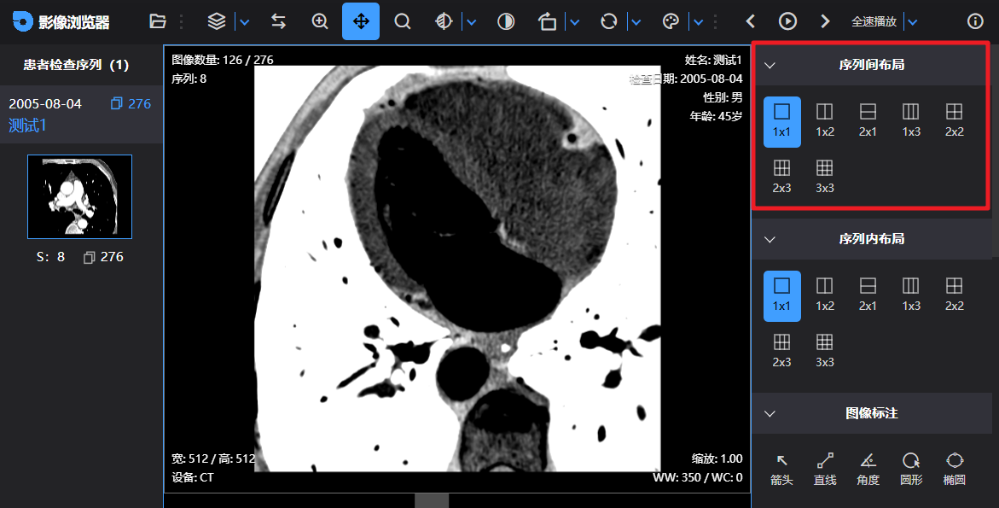 影像浏览器
全速播放
患者检查序列 (1)
2005-08-04
276
测试1
S: 8
276
图像数量: 126 / 276
序列: 8
姓名: 测试1
检查日期: 2005-08-04
性别: 男
年龄: 45岁
宽: 512 / 高: 512
设备: CT
缩放: 1.00
WW: 350 / WC: 0
序列间布局
1x1 1x2 2x1 1x3 2x2
2x3 3x3
序列内布局
1x1 1x2 2x1 1x3 2x2
2x3 3x3
图像标注
箭头 直线 角度 圆形 椭圆